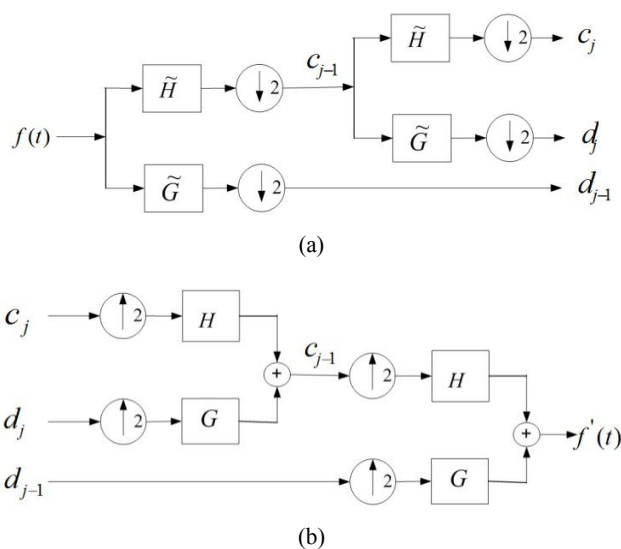 H̃ ↓2 c_j
c_{j-1}
H̃ ↓2
f(t)
G̃ ↓2 d_j
G̃ ↓2 d_{j-1}
(a)
c_j ↑2 H
c_{j-1} ↑2 H
+
+ f'(t)
d_j ↑2 G
d_{j-1} ↑2 G
(b)